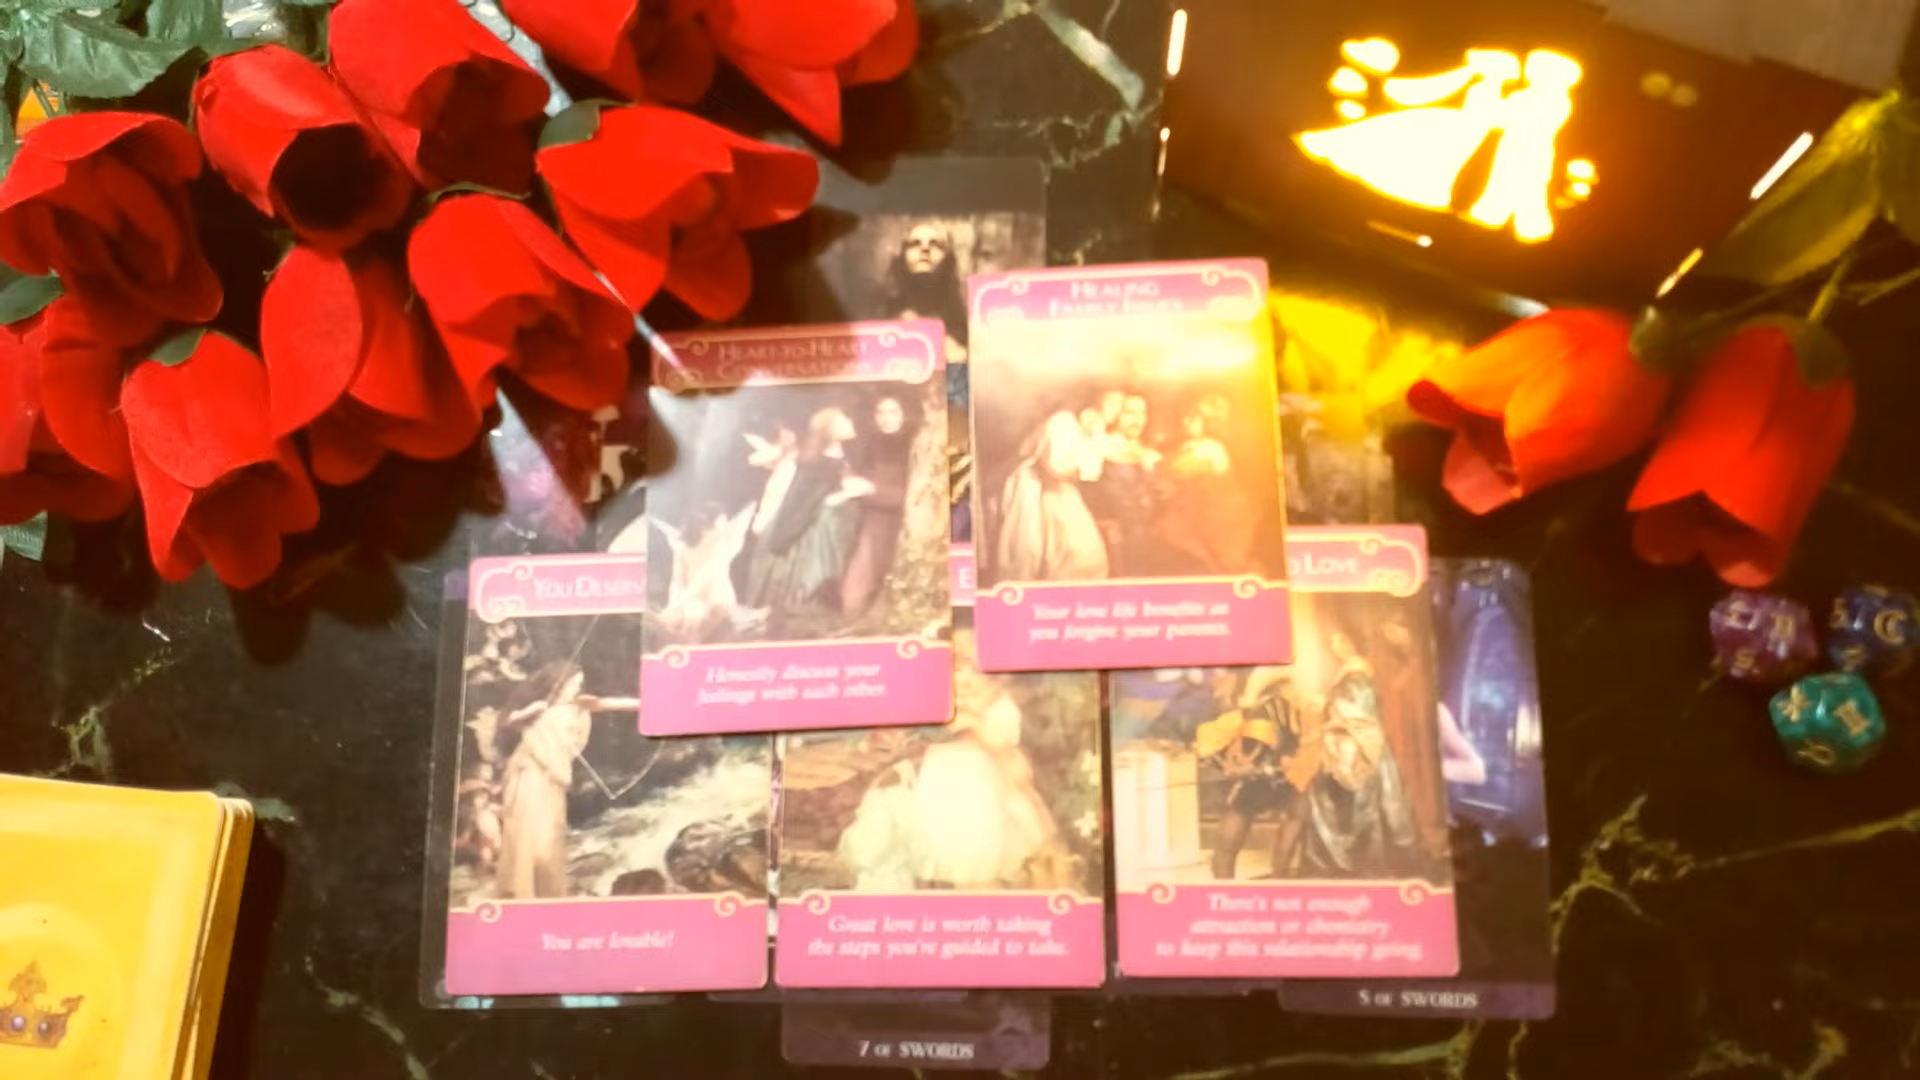 HEALING
FAMILY ISSUES
HEART-TO-HEART
CONVERSATIONS
Your love life benefits as
you forgive your parents.
Honestly discuss your
feelings with each other.
YOU DESERV
E
O LOVE
You are lovable!
Great love is worth taking
the steps you're guided to take.
There's not enough
attraction or chemistry
to keep this relationship going.
5 OF SWORDS
7 OF SWORDS